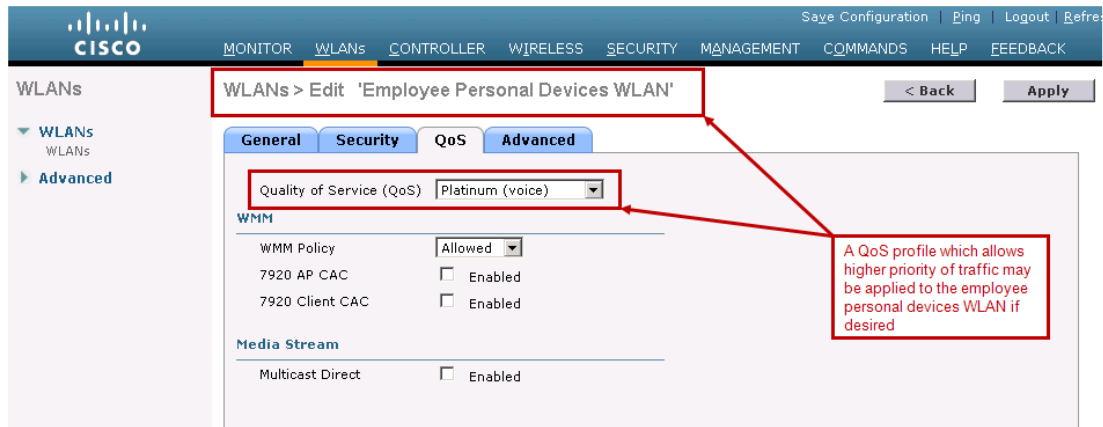 Save Configuration | Ping | Logout | Refres
CISCO
MONITOR WLANs CONTROLLER WIRELESS SECURITY MANAGEMENT COMMANDS HELP FEEDBACK
WLANs
WLANs > Edit 'Employee Personal Devices WLAN'
< Back
Apply
WLANs
WLANs
Advanced
General Security QoS Advanced
Quality of Service (QoS) Platinum (voice)
WMM
WMM Policy Allowed
7920 AP CAC Enabled
7920 Client CAC Enabled
Media Stream
Multicast Direct Enabled
A QoS profile which allows
higher priority of traffic may
be applied to the employee
personal devices WLAN if
desired